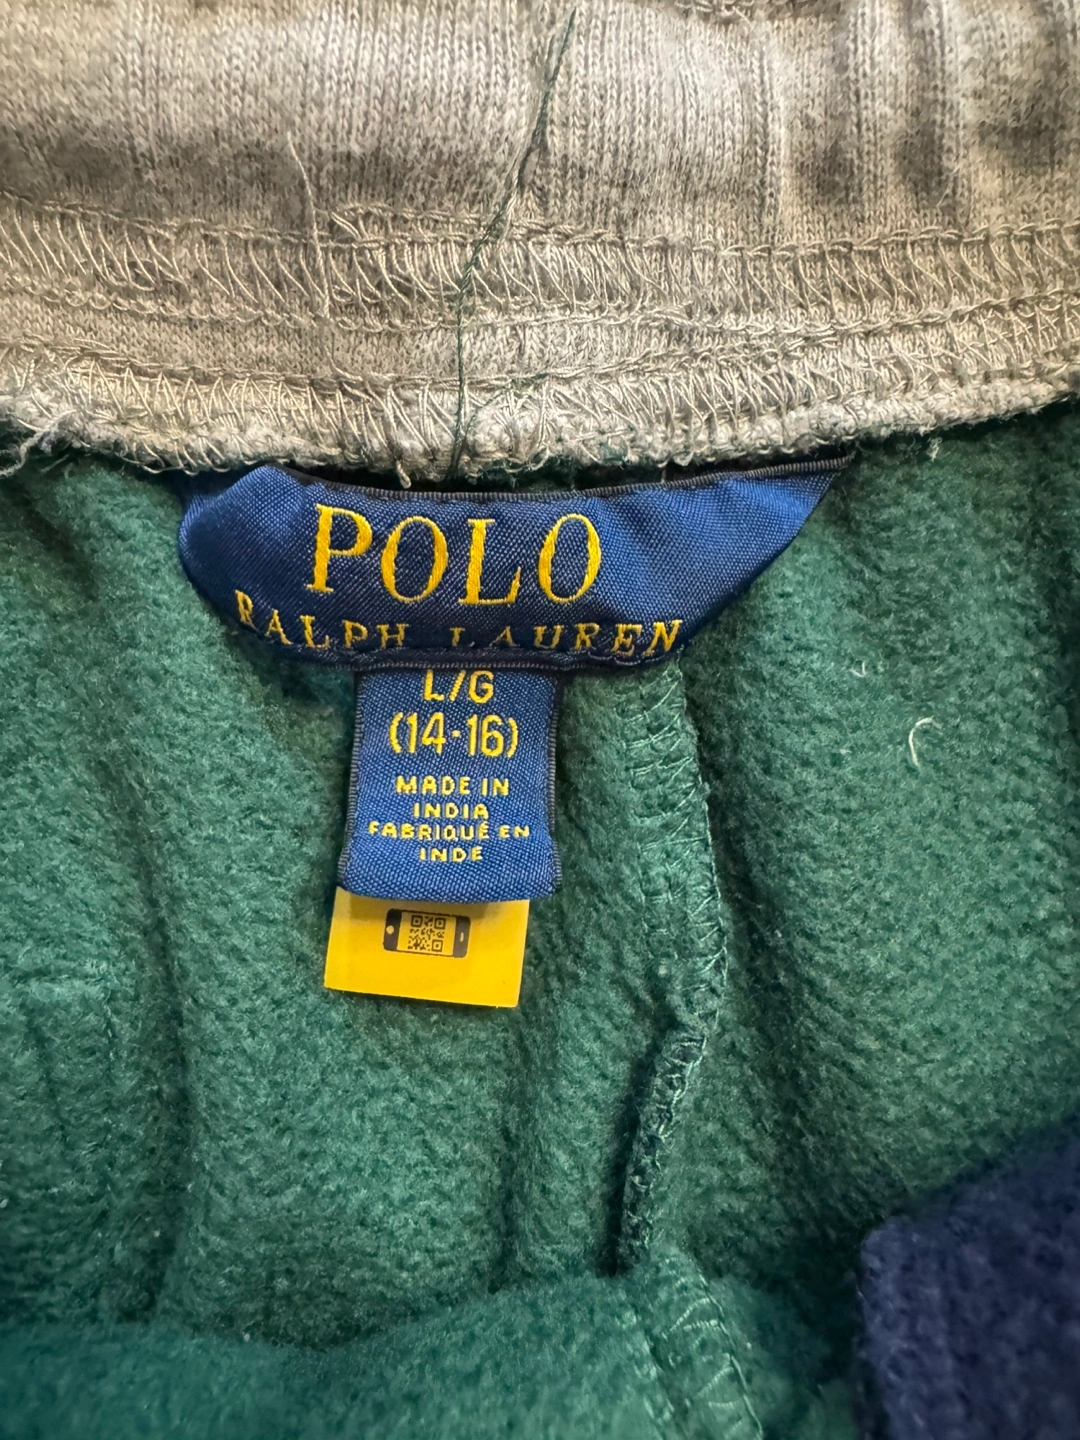 POLO
RALPH LAUREN
L/G
(14-16)
MADE IN
INDIA
FABRIQUÉ EN
INDE